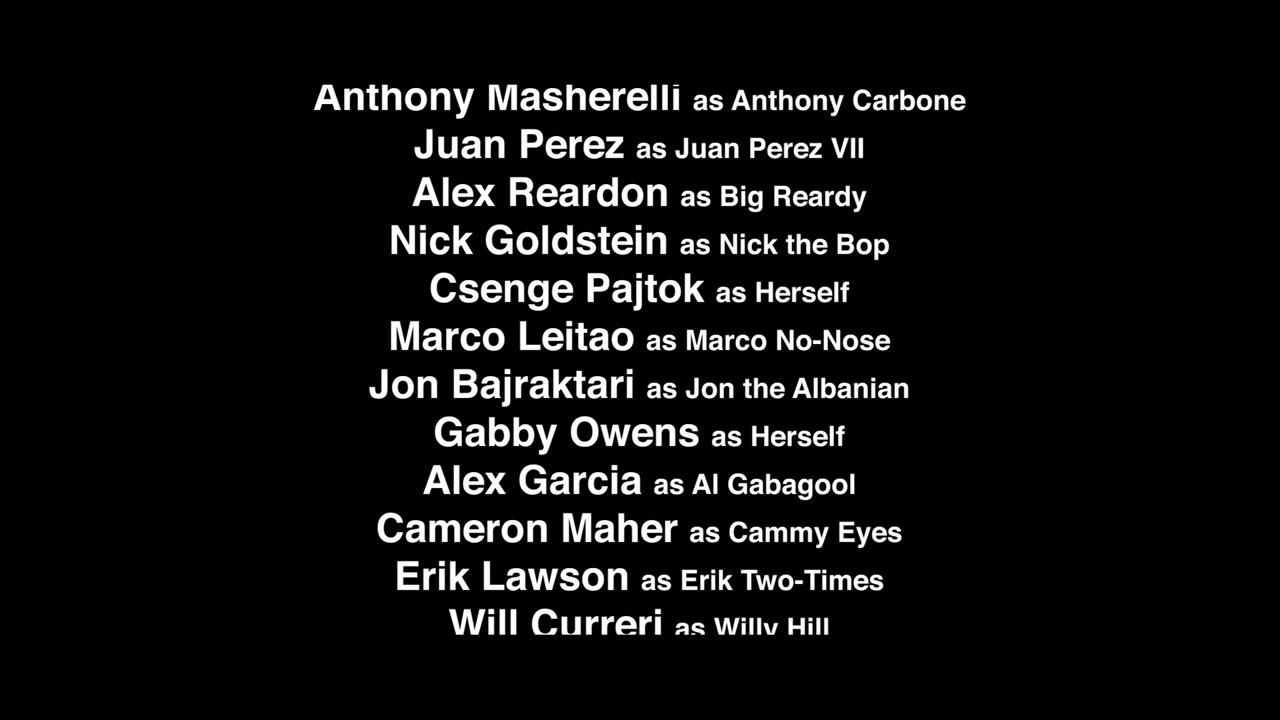 Anthony Masherelli as Anthony Carbone
Juan Perez as Juan Perez VII
Alex Reardon as Big Reardy
Nick Goldstein as Nick the Bop
Csenge Pajtok as Herself
Marco Leitao as Marco No-Nose
Jon Bajraktari as Jon the Albanian
Gabby Owens as Herself
Alex Garcia as Al Gabagool
Cameron Maher as Cammy Eyes
Erik Lawson as Erik Two-Times
Will Curreri as Willy Hill